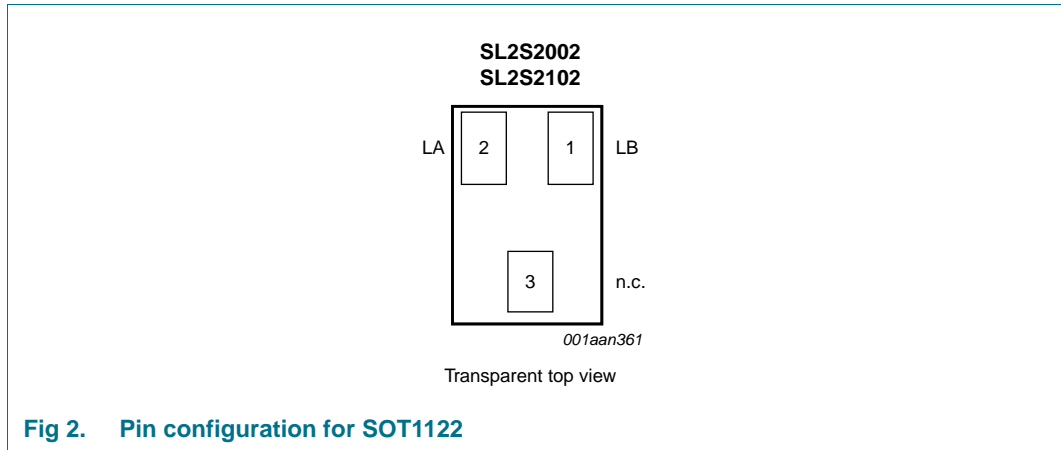 SL2S2002
SL2S2102
LA 2 1 LB
3 n.c.
001aan361
Transparent top view
Fig 2. Pin configuration for SOT1122